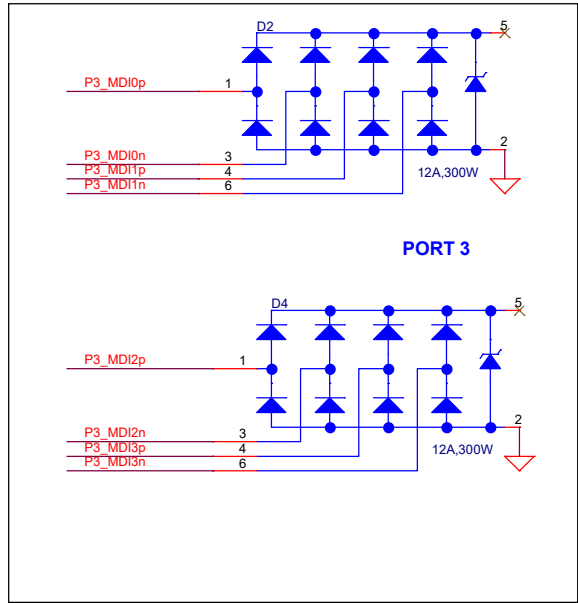 D2
5
P3_MDI0p
1
2
P3_MDI0n
3
P3_MDI1p
4
P3_MDI1n
6
12A,300W
PORT 3
D4
5
P3_MDI2p
1
2
P3_MDI2n
3
P3_MDI3p
4
P3_MDI3n
6
12A,300W